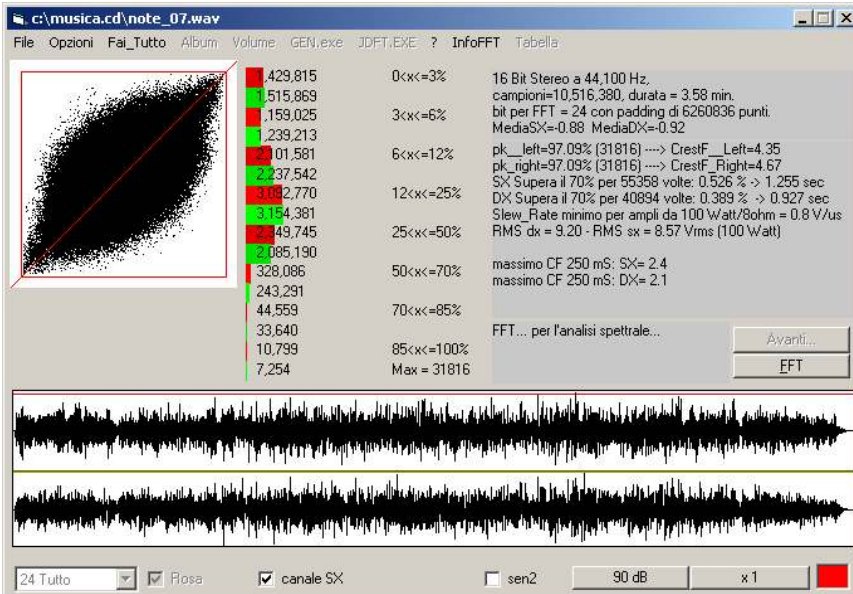 c:\musica.cd\note_07.wav
File Opzioni Fai_Tutto Album Volume GEN.exe JDFT.EXE ? InfoFFT Tabella
1,429,815 0<x<=3%
1,515,869
1,159,025 3<x<=6%
1,239,213
2,101,581 6<x<=12%
2,237,542
3,092,770 12<x<=25%
3,154,381
2,349,745 25<x<=50%
2,085,190
328,086 50<x<=70%
243,291
44,559 70<x<=85%
33,640
10,799 85<x<=100%
7,254 Max = 31816
16 Bit Stereo a 44,100 Hz,
campioni=10,516,380, durata = 3.58 min.
bit per FFT = 24 con padding di 6260836 punti.
MediaSX=-0.88 MediaDX=-0.92
pk__left=97.09% (31816) ----> CrestF__Left=4.35
pk_right=97.09% (31816) ----> CrestF_Right=4.67
SX Supera il 70% per 55358 volte: 0.526 % -> 1.255 sec
DX Supera il 70% per 40894 volte: 0.389 % -> 0.927 sec
Slew_Rate minimo per ampli da 100 Watt/8ohm = 0.8 V/us
RMS dx = 9.20 - RMS sx = 8.57 Vrms (100 Watt)
massimo CF 250 mS: SX= 2.4
massimo CF 250 mS: DX= 2.1
FFT... per l'analisi spettrale...
Avanti...
FFT
24 Tutto Rosa canale SX sen2 90 dB x 1